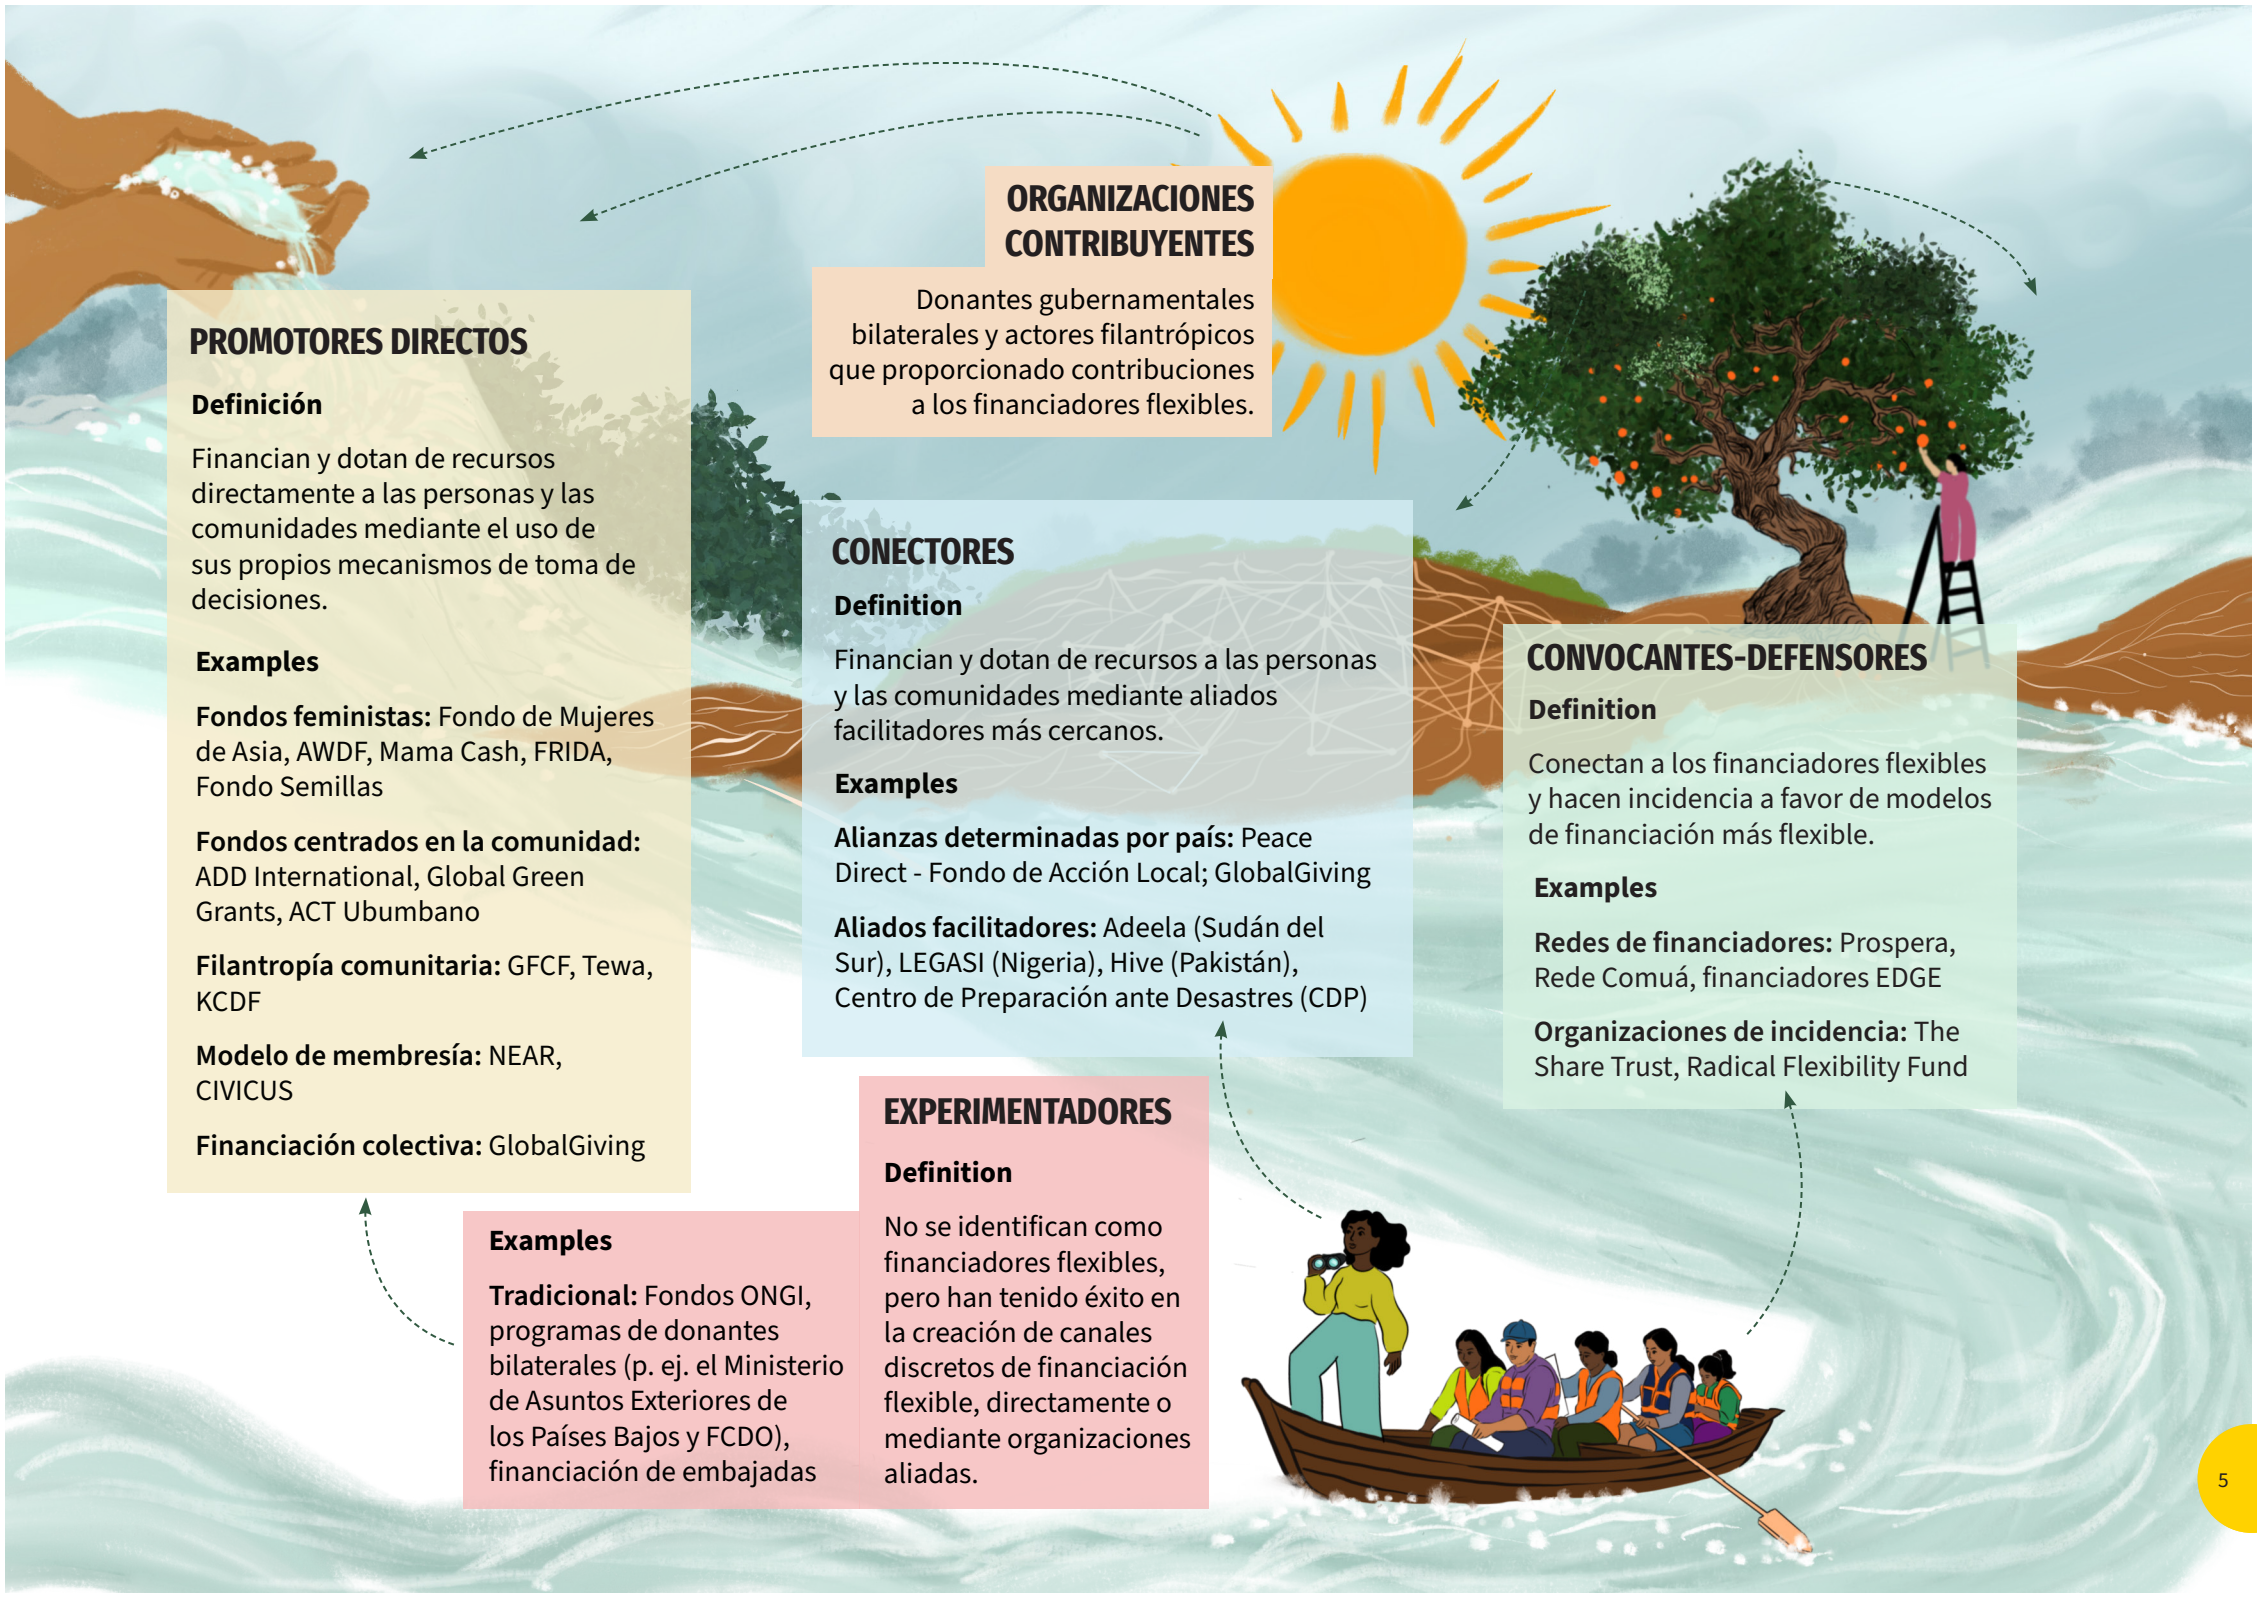 ORGANIZACIONES
CONTRIBUYENTES
Donantes gubernamentales
bilaterales y actores filantrópicos
que proporcionado contribuciones
a los financiadores flexibles.
PROMOTORES DIRECTOS
Definición
Financian y dotan de recursos
directamente a las personas y las
comunidades mediante el uso de
sus propios mecanismos de toma de
decisiones.
Examples
Fondos feministas: Fondo de Mujeres
de Asia, AWDF, Mama Cash, FRIDA,
Fondo Semillas
Fondos centrados en la comunidad:
ADD International, Global Green
Grants, ACT Ubumbano
Filantropía comunitaria: GFCF, Tewa,
KCDF
Modelo de membresía: NEAR,
CIVICUS
Financiación colectiva: GlobalGiving
CONECTORES
Definition
Financian y dotan de recursos a las personas
y las comunidades mediante aliados
facilitadores más cercanos.
Examples
Alianzas determinadas por país: Peace
Direct - Fondo de Acción Local; GlobalGiving
Aliados facilitadores: Adeela (Sudán del
Sur), LEGASI (Nigeria), Hive (Pakistán),
Centro de Preparación ante Desastres (CDP)
CONVOCANTES-DEFENSORES
Definition
Conectan a los financiadores flexibles
y hacen incidencia a favor de modelos
de financiación más flexible.
Examples
Redes de financiadores: Prospera,
Rede Comuá, financiadores EDGE
Organizaciones de incidencia: The
Share Trust, Radical Flexibility Fund
EXPERIMENTADORES
Definition
No se identifican como
financiadores flexibles,
pero han tenido éxito en
la creación de canales
discretos de financiación
flexible, directamente o
mediante organizaciones
aliadas.
Examples
Tradicional: Fondos ONGI,
programas de donantes
bilaterales (p. ej. el Ministerio
de Asuntos Exteriores de
los Países Bajos y FCDO),
financiación de embajadas
5